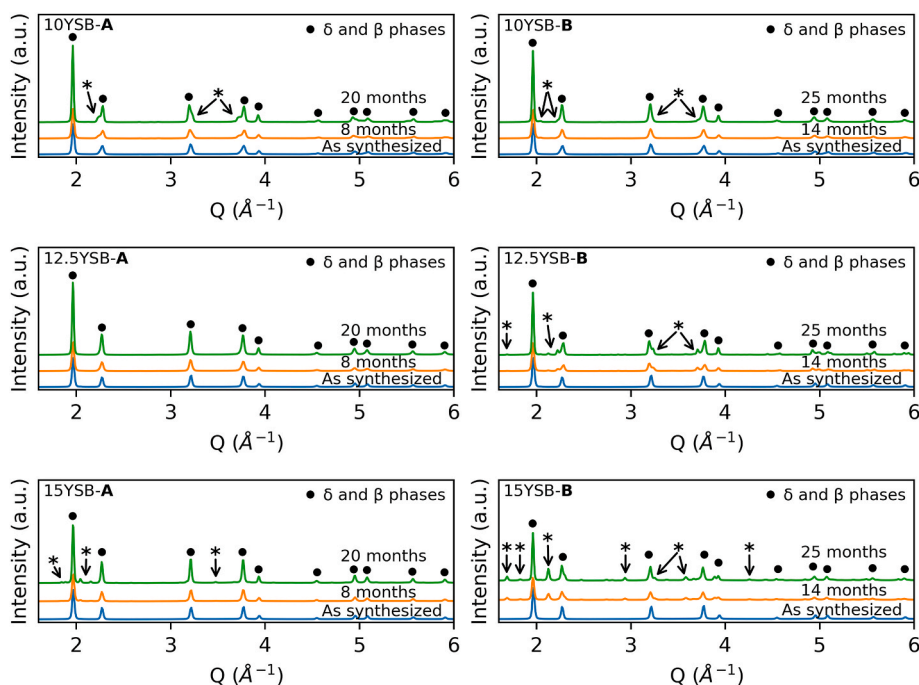 10YSB-A
● δ and β phases
*
*
20 months
8 months
As synthesized
Intensity (a.u.)
2 3 4 5 6
Q (Å⁻¹)
10YSB-B
● δ and β phases
*
*
25 months
14 months
As synthesized
Intensity (a.u.)
2 3 4 5 6
Q (Å⁻¹)
12.5YSB-A
● δ and β phases
20 months
8 months
As synthesized
Intensity (a.u.)
2 3 4 5 6
Q (Å⁻¹)
12.5YSB-B
● δ and β phases
*
*
*
25 months
14 months
As synthesized
Intensity (a.u.)
2 3 4 5 6
Q (Å⁻¹)
15YSB-A
● δ and β phases
*
*
*
20 months
8 months
As synthesized
Intensity (a.u.)
2 3 4 5 6
Q (Å⁻¹)
15YSB-B
● δ and β phases
*
*
*
*
*
*
25 months
14 months
As synthesized
Intensity (a.u.)
2 3 4 5 6
Q (Å⁻¹)